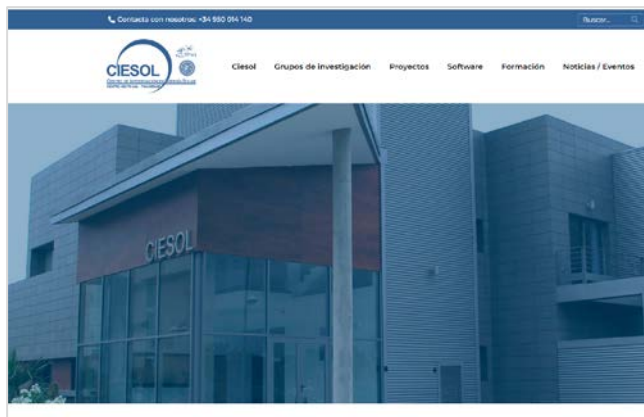 Contacta con nosotros: +34 950 014 140
Buscar...
CIESOL
Ciesol Grupos de investigación Proyectos Software Formación Noticias / Eventos
CIESOL